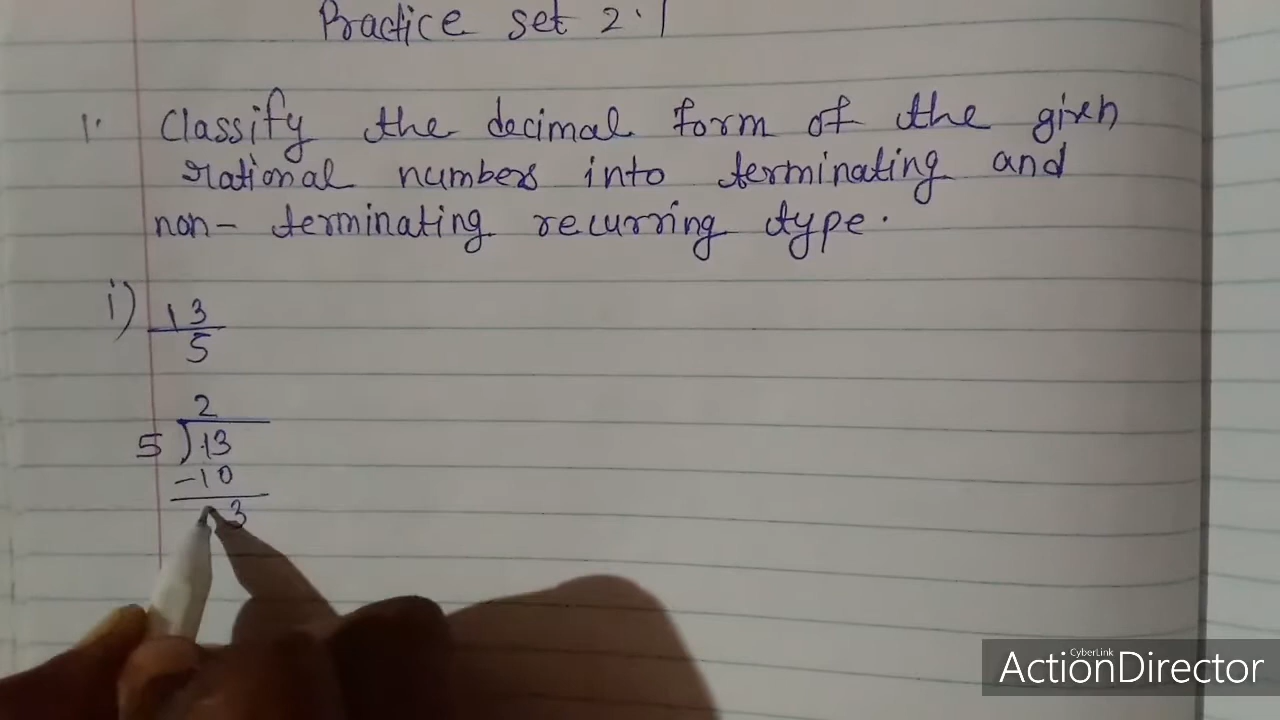 Practice set 2.1
1. Classify the decimal form of the given
rational numbers into terminating and
non- terminating recurring type.
i) 13
5
2
5 ) 13
-10
3
CyberLink
ActionDirector